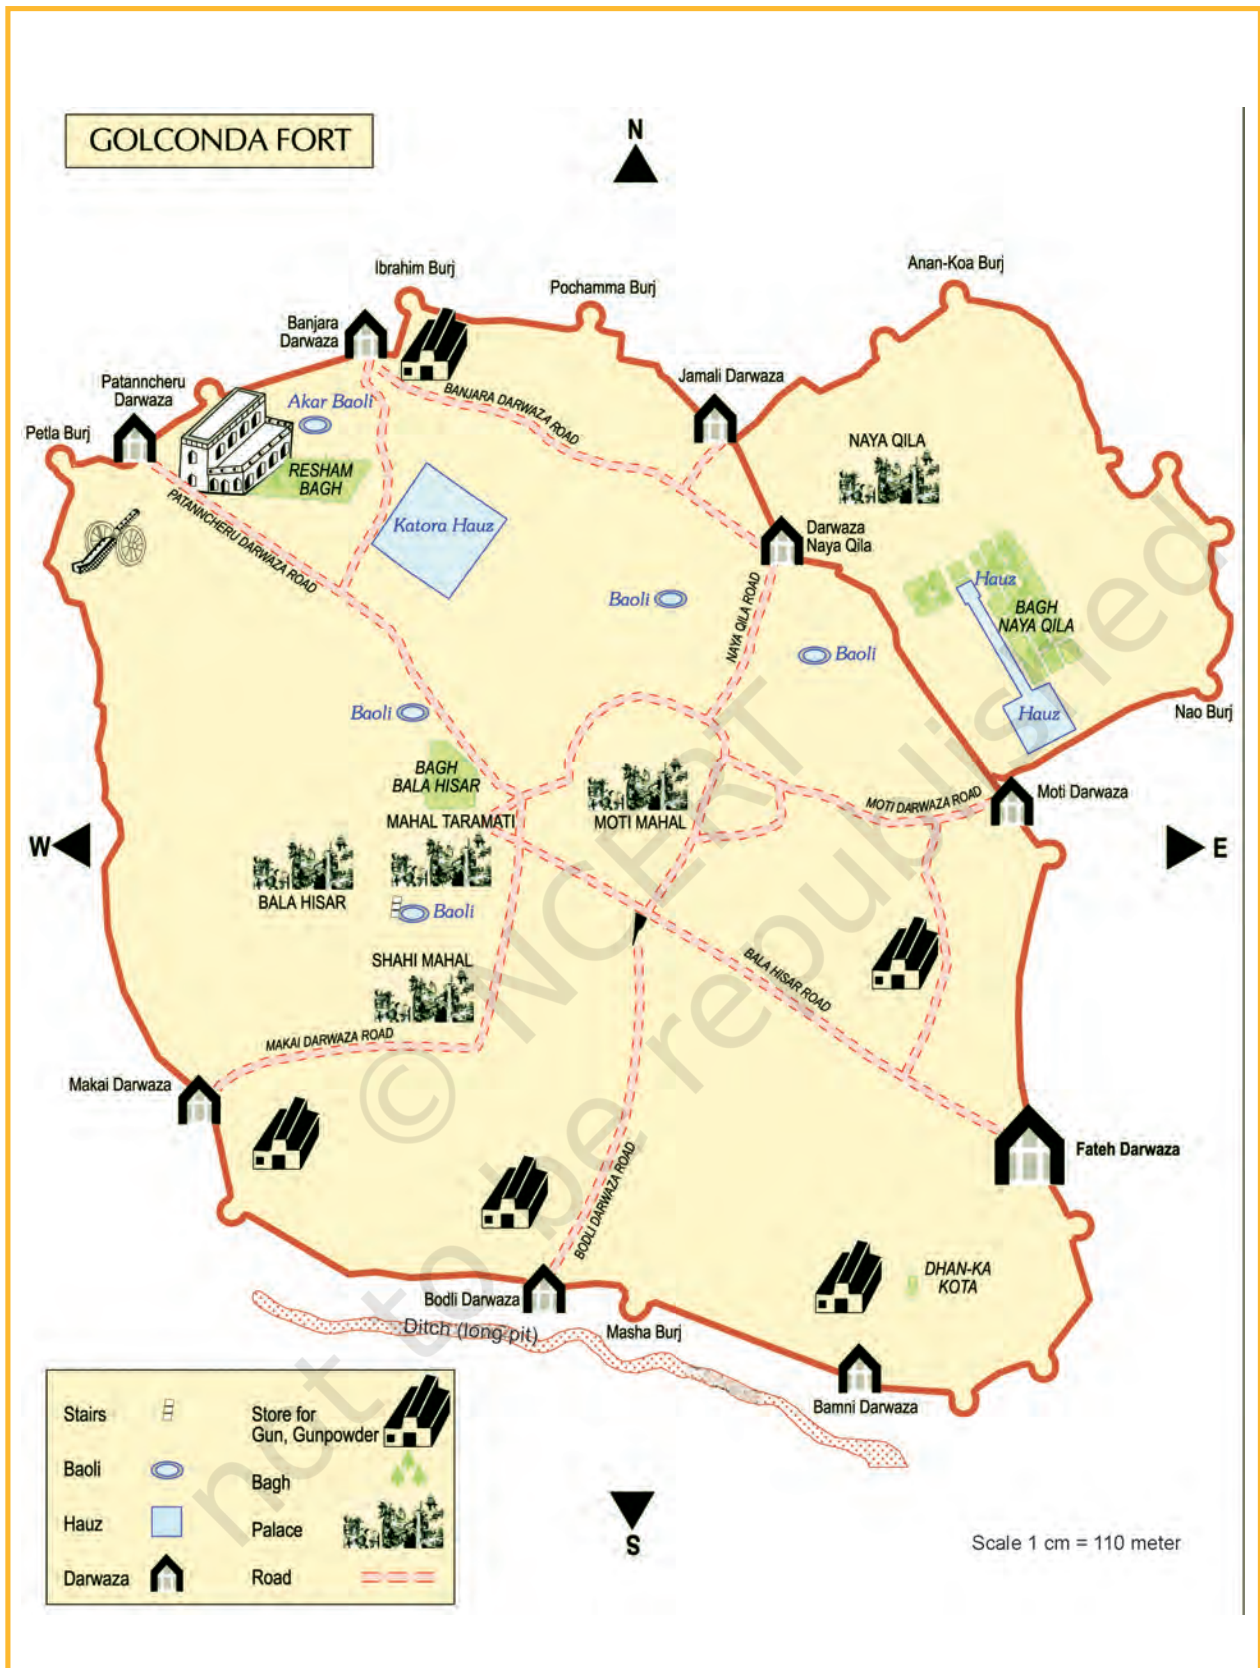 GOLCONDA FORT
N
Ibrahim Burj
Anan-Koa Burj
Pochamma Burj
Banjara
Darwaza
Patanncheru
Darwaza
Jamali Darwaza
Akar Baoli
BANJARA DARWAZA ROAD
Petla Burj
NAYA QILA
RESHAM
BAGH
PATANNCHERU DARWAZA ROAD
Katora Hauz
Darwaza
Naya Qila
Hauz
BAGH
NAYA QILA
Baoli
NAYA QILA ROAD
Baoli
Baoli
Hauz
Nao Burj
BAGH
BALA HISAR
MOTI DARWAZA ROAD
Moti Darwaza
MAHAL TARAMATI
MOTI MAHAL
W
E
BALA HISAR
Baoli
SHAHI MAHAL
BALA HISAR ROAD
MAKAI DARWAZA ROAD
Makai Darwaza
Fateh Darwaza
BODLI DARWAZA ROAD
DHAN-KA
KOTA
Bodli Darwaza
Ditch (long pit)
Masha Burj
Bamni Darwaza
Stairs
Store for
Gun, Gunpowder
Baoli
Bagh
Hauz
Palace
Darwaza
Road
S
Scale 1 cm = 110 meter
© NCERT
not to be republished